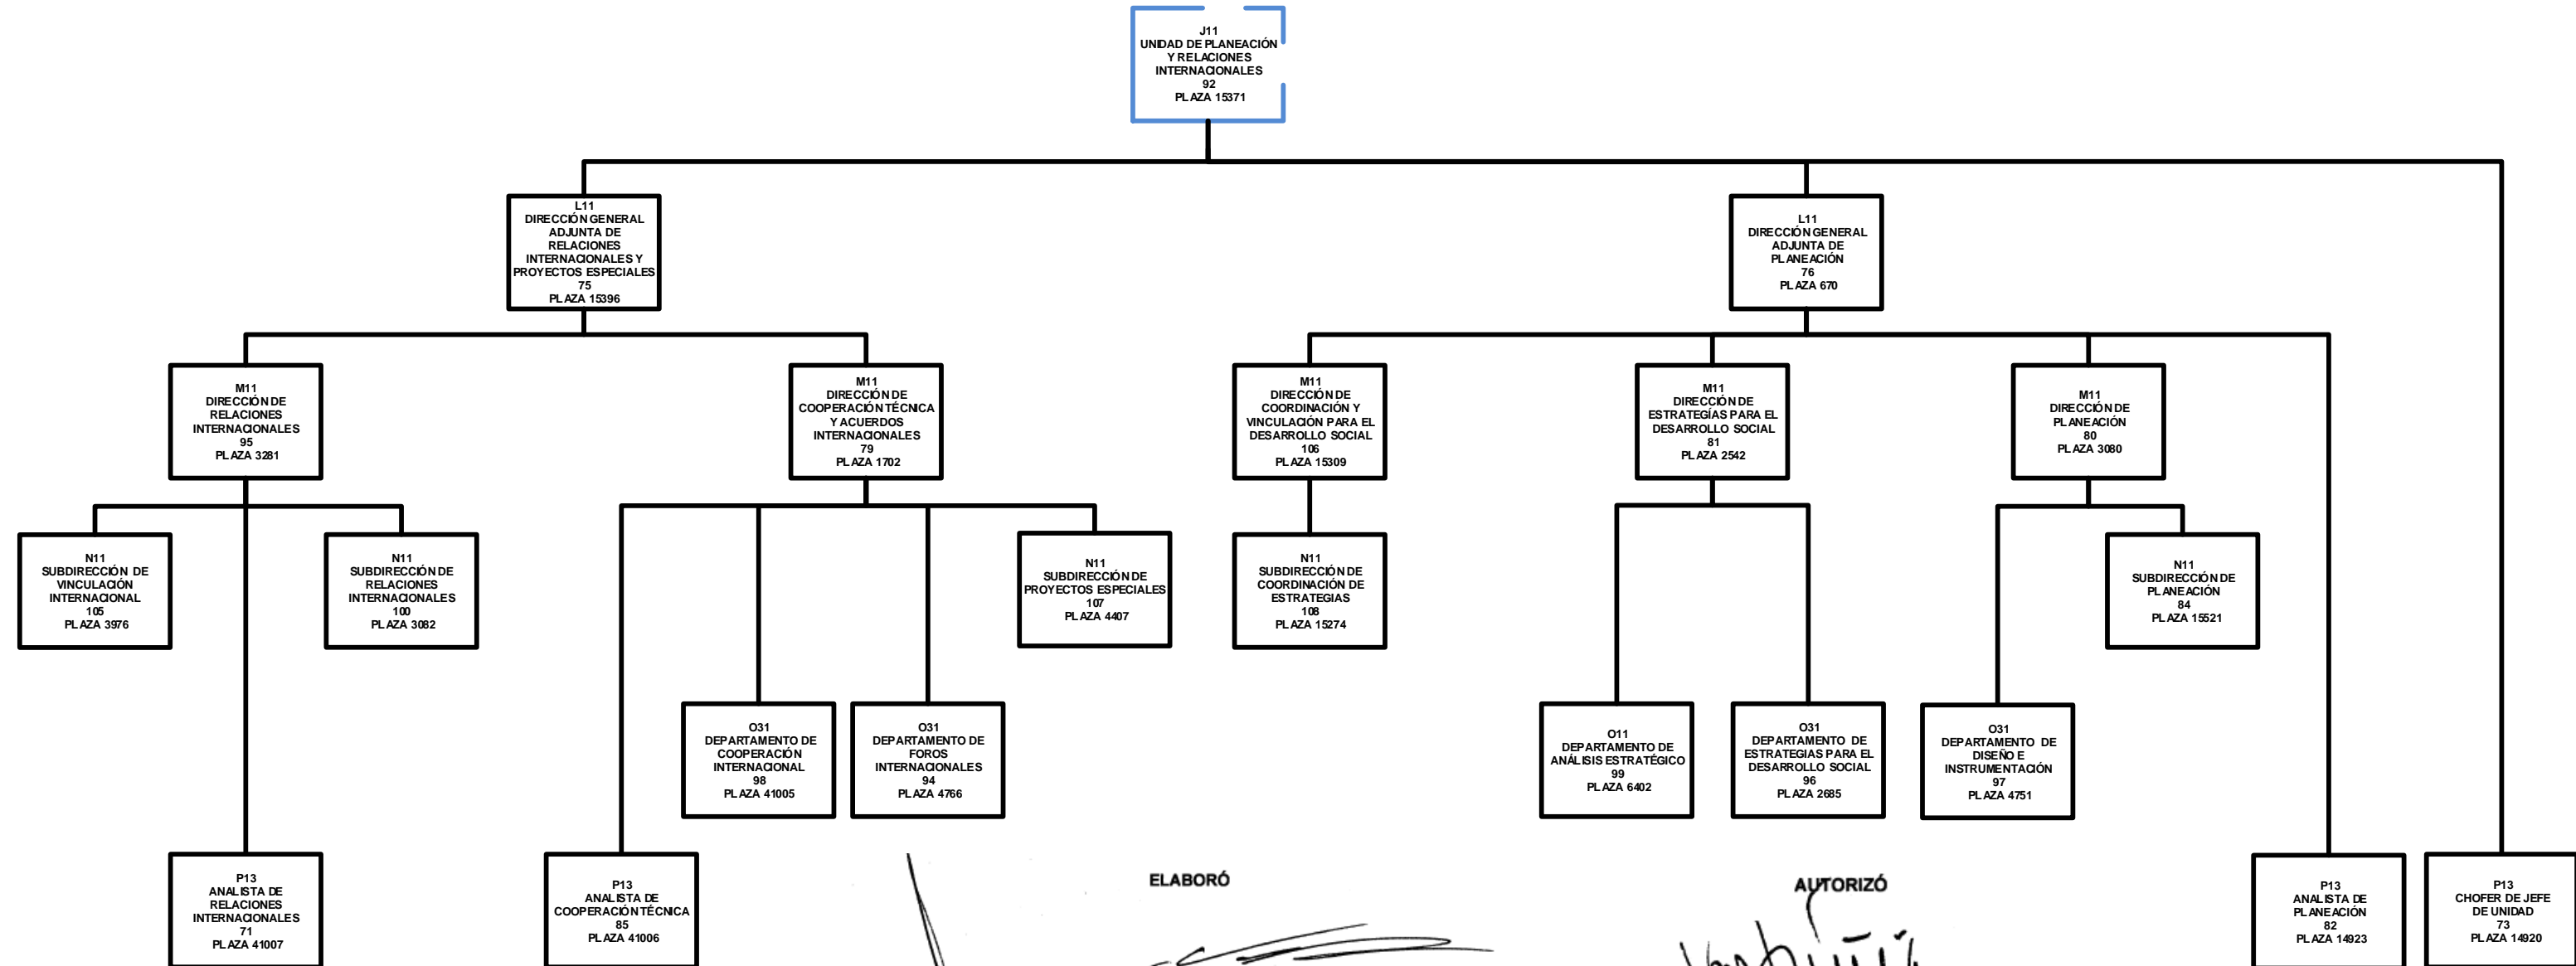 J11
UNIDAD DE PLANEACIÓN
Y RELACIONES
INTERNACIONALES
92
PLAZA 15371
L11
DIRECCIÓN GENERAL
ADJUNTA DE
RELACIONES
INTERNACIONALES Y
PROYECTOS ESPECIALES
75
PLAZA 15396
L11
DIRECCIÓN GENERAL
ADJUNTA DE
PLANEACIÓN
76
PLAZA 670
M11
DIRECCIÓN DE
RELACIONES
INTERNACIONALES
95
PLAZA 3281
M11
DIRECCIÓN DE
COOPERACIÓN TÉCNICA
Y ACUERDOS
INTERNACIONALES
79
PLAZA 1702
M11
DIRECCIÓN DE
COORDINACIÓN Y
VINCULACIÓN PARA EL
DESARROLLO SOCIAL
106
PLAZA 15309
M11
DIRECCIÓN DE
ESTRATEGÍAS PARA EL
DESARROLLO SOCIAL
81
PLAZA 2542
M11
DIRECCIÓN DE
PLANEACIÓN
80
PLAZA 3080
N11
SUBDIRECCIÓN DE
VINCULACIÓN
INTERNACIONAL
105
PLAZA 3976
N11
SUBDIRECCIÓN DE
RELACIONES
INTERNACIONALES
100
PLAZA 3082
N11
SUBDIRECCIÓN DE
PROYECTOS ESPECIALES
107
PLAZA 4407
N11
SUBDIRECCIÓN DE
COORDINACIÓN DE
ESTRATEGIAS
108
PLAZA 15274
N11
SUBDIRECCIÓN DE
PLANEACIÓN
84
PLAZA 15521
O31
DEPARTAMENTO DE
COOPERACIÓN
INTERNACIONAL
98
PLAZA 41005
O31
DEPARTAMENTO DE
FOROS
INTERNACIONALES
94
PLAZA 4766
O11
DEPARTAMENTO DE
ANÁLISIS ESTRATÉGICO
99
PLAZA 6402
O31
DEPARTAMENTO DE
ESTRATEGIAS PARA EL
DESARROLLO SOCIAL
96
PLAZA 2685
O31
DEPARTAMENTO DE
DISEÑO E
INSTRUMENTACIÓN
97
PLAZA 4751
P13
ANALISTA DE
RELACIONES
INTERNACIONALES
71
PLAZA 41007
P13
ANALISTA DE
COOPERACIÓN TÉCNICA
85
PLAZA 41006
ELABORÓ
AUTORIZÓ
P13
ANALISTA DE
PLANEACIÓN
82
PLAZA 14923
P13
CHOFER DE JEFE
DE UNIDAD
73
PLAZA 14920